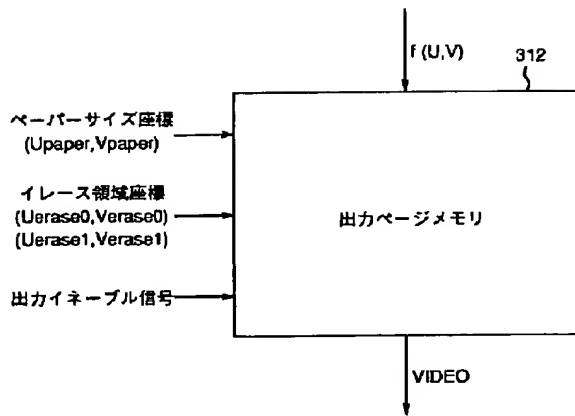 f (U,V)
312
ペーパーサイズ座標
(Upaper,Vpaper)
イレース領域座標
(Uerase0,Verase0)
(Uerase1,Verase1)
出力ページメモリ
出力イネーブル信号
VIDEO